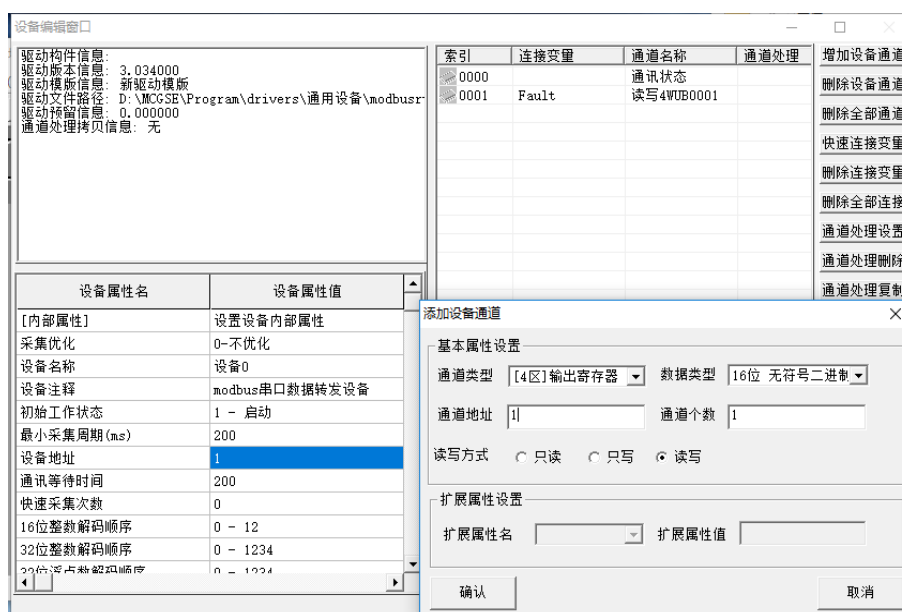 设备编辑窗口
驱动构件信息:
驱动版本信息: 3.034000
驱动模版信息: 新驱动模版
驱动文件路径: D:\MCGSE\Program\drivers\通用设备\modbusr
驱动预留信息: 0.000000
通道处理拷贝信息: 无
索引 连接变量 通道名称 通道处理
0000 通讯状态
0001 Fault 读写4WUB0001
增加设备通道
删除设备通道
删除全部通道
快速连接变量
删除连接变量
删除全部连接
通道处理设置
通道处理删除
通道处理复制
设备属性名 设备属性值
[内部属性] 设置设备内部属性
采集优化 0-不优化
设备名称 设备0
设备注释 modbus串口数据转发设备
初始工作状态 1 - 启动
最小采集周期(ms) 200
设备地址 1
通讯等待时间 200
快速采集次数 0
16位整数解码顺序 0 - 12
32位整数解码顺序 0 - 1234
32位浮点数解码顺序 0 - 1234
添加设备通道
基本属性设置
通道类型 [4区]输出寄存器 数据类型 16位 无符号二进制
通道地址 1 通道个数 1
读写方式 只读 只写 读写
扩展属性设置
扩展属性名 扩展属性值
确认 取消